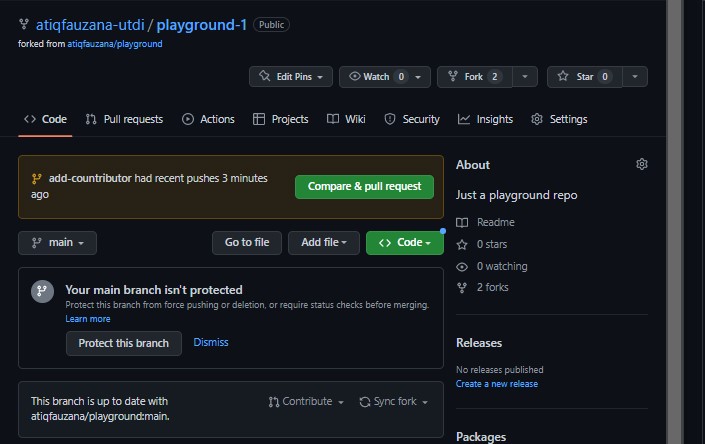 atiqfauzana-utdi / playground-1 Public
forked from atiqfauzana/playground
Edit Pins Watch 0 Fork 2 Star 0
Code Pull requests Actions Projects Wiki Security Insights Settings
add-countributor had recent pushes 3 minutes
ago
Compare & pull request
main Go to file Add file Code
Your main branch isn't protected
Protect this branch from force pushing or deletion, or require status checks before merging.
Learn more
Protect this branch Dismiss
This branch is up to date with
atiqfauzana/playground:main.
Contribute Sync fork
About
Just a playground repo
Readme
0 stars
0 watching
2 forks
Releases
No releases published
Create a new release
Packages